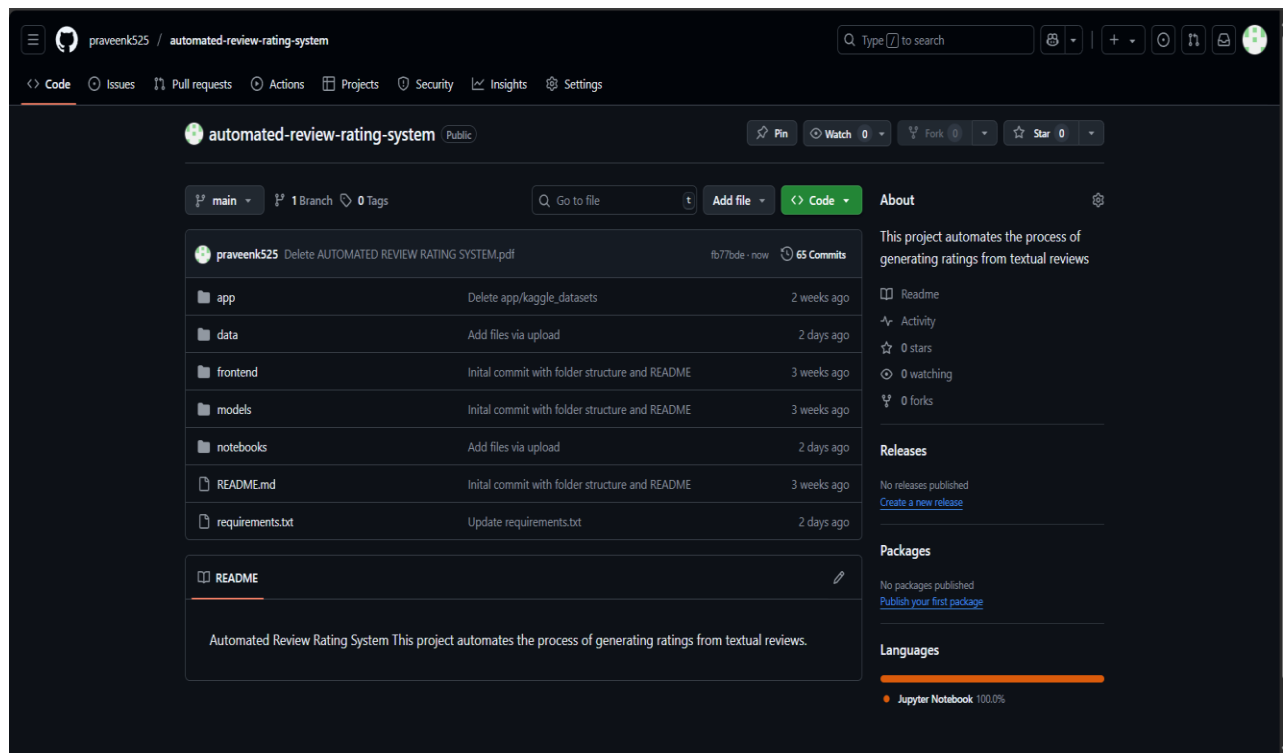 praveenk525 / automated-review-rating-system
Type / to search
Code Issues Pull requests Actions Projects Security Insights Settings
automated-review-rating-system Public
Pin Watch 0 Fork 0 Star 0
main 1 Branch 0 Tags Go to file t Add file Code
praveenk525 Delete AUTOMATED REVIEW RATING SYSTEM.pdf fb77bde · now 65 Commits
app Delete app/kaggle_datasets 2 weeks ago
data Add files via upload 2 days ago
frontend Inital commit with folder structure and README 3 weeks ago
models Inital commit with folder structure and README 3 weeks ago
notebooks Add files via upload 2 days ago
README.md Inital commit with folder structure and README 3 weeks ago
requirements.txt Update requirements.txt 2 days ago
README
Automated Review Rating System This project automates the process of generating ratings from textual reviews.
About
This project automates the process of
generating ratings from textual reviews
Readme
Activity
0 stars
0 watching
0 forks
Releases
No releases published
Create a new release
Packages
No packages published
Publish your first package
Languages
Jupyter Notebook 100.0%